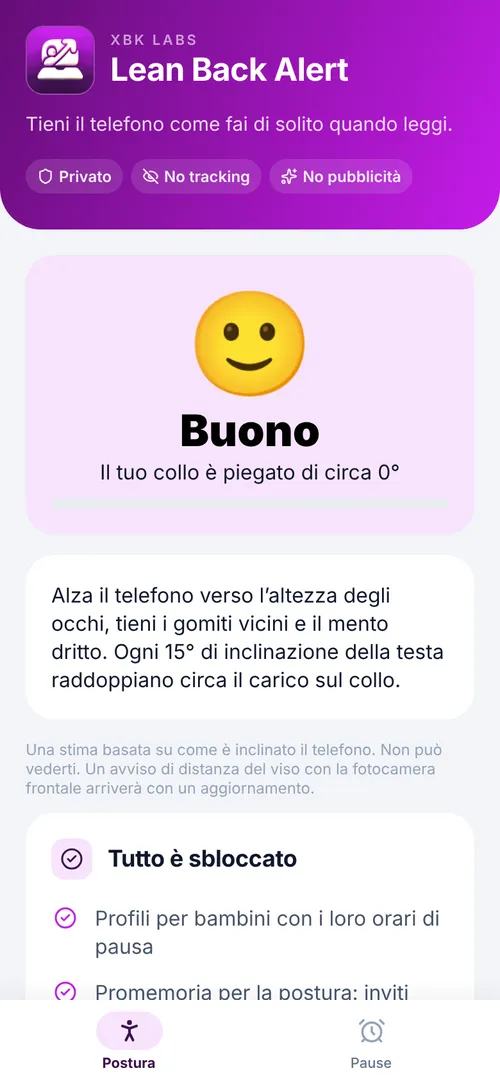 XBK LABS
Lean Back Alert
Tieni il telefono come fai di solito quando leggi.
Privato
No tracking
No pubblicità
Buono
Il tuo collo è piegato di circa 0°
Alza il telefono verso l’altezza degli
occhi, tieni i gomiti vicini e il mento
dritto. Ogni 15° di inclinazione della testa
raddoppiano circa il carico sul collo.
Una stima basata su come è inclinato il telefono. Non può
vederti. Un avviso di distanza del viso con la fotocamera
frontale arriverà con un aggiornamento.
Tutto è sbloccato
Profili per bambini con i loro orari di
pausa
Promemoria per la postura: inviti
Postura
Pause